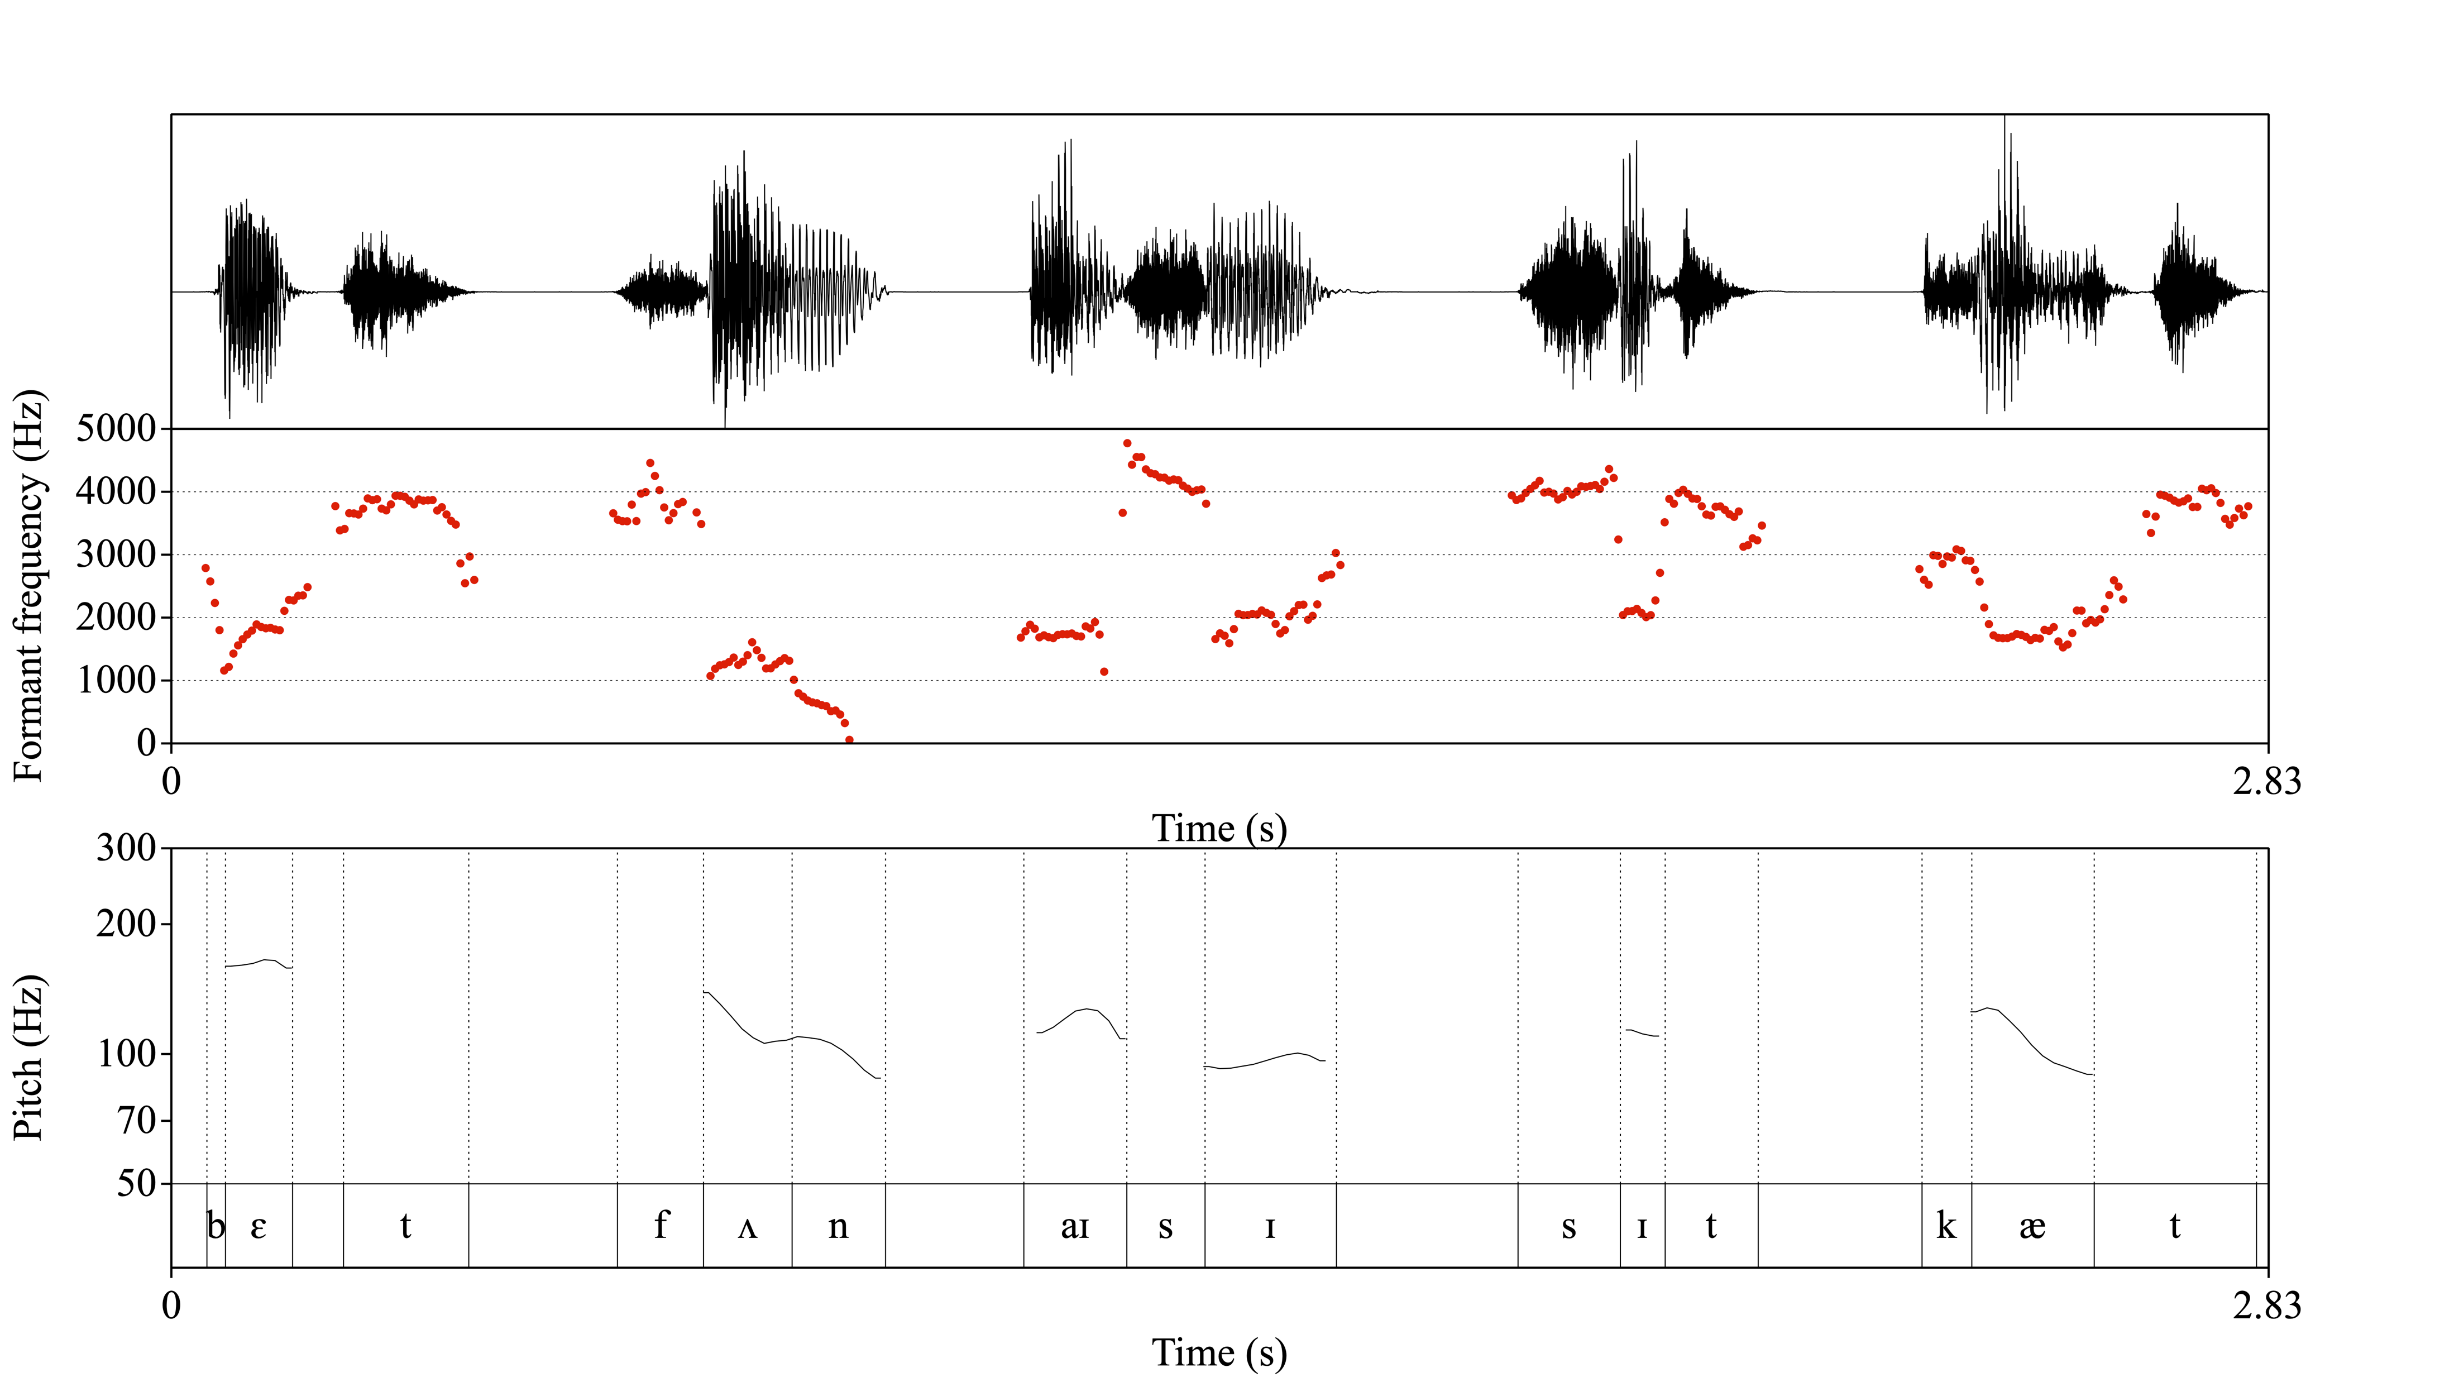 Formant frequency (Hz)
5000
4000
3000
2000
1000
0
0 2.83
Time (s)
Pitch (Hz)
300
200
100
70
50
b ɛ t f ʌ n aɪ s ɪ s ɪ t k æ t
0 2.83
Time (s)